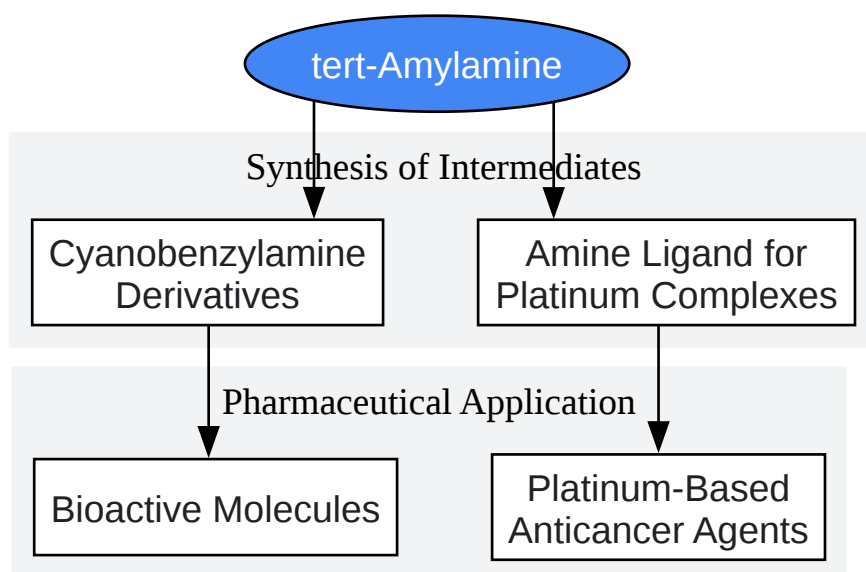 tert-Amylamine
Synthesis of Intermediates
Cyanobenzylamine
Derivatives
Amine Ligand for
Platinum Complexes
Pharmaceutical Application
Bioactive Molecules
Platinum-Based
Anticancer Agents